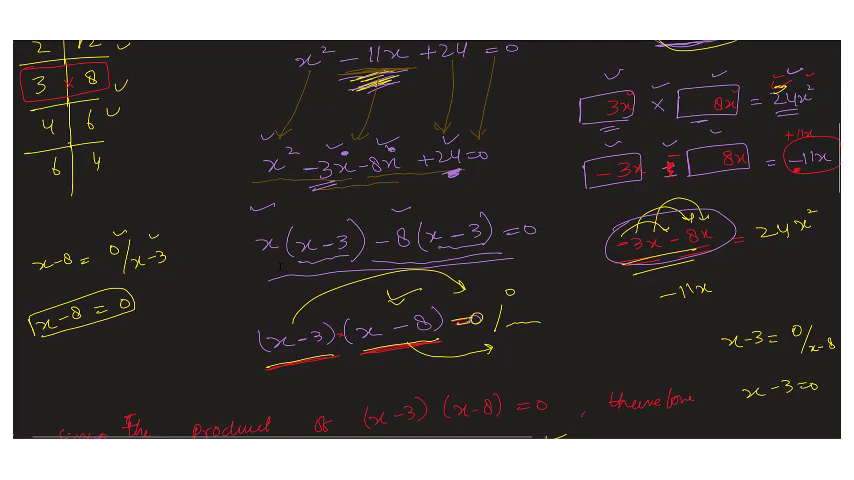 2 12
3 × 8
4 6
6 4
x² - 11x + 24 = 0
x² - 3x - 8x + 24 = 0
x(x-3) - 8(x-3) = 0
(x-3)·(x-8) = 0 / 0
3x × 8x = 24x²
+11x
-3x 8x = -11x
-3x - 8x = 24x²
-11x
x-8 = 0/x-3
x-8 = 0
x-3 = 0/x-8
x-3=0
since The product of (x-3) (x-8) = 0, therefore